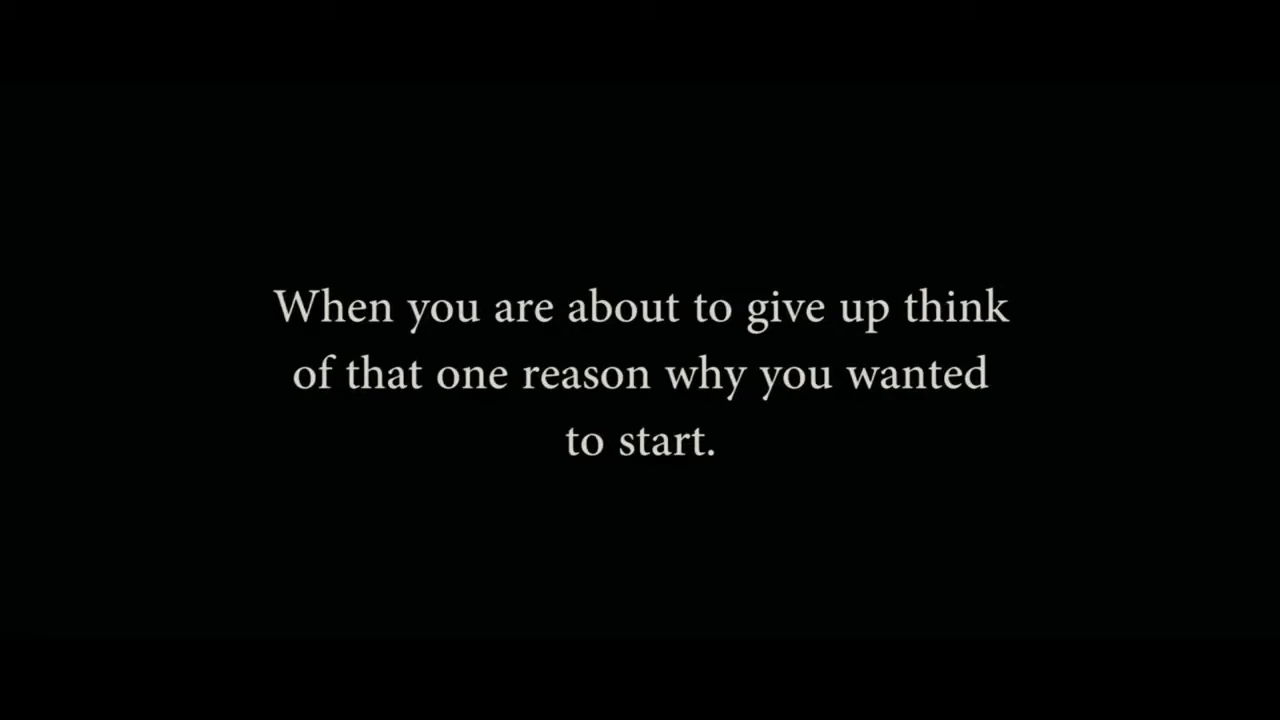 When you are about to give up think
of that one reason why you wanted
to start.